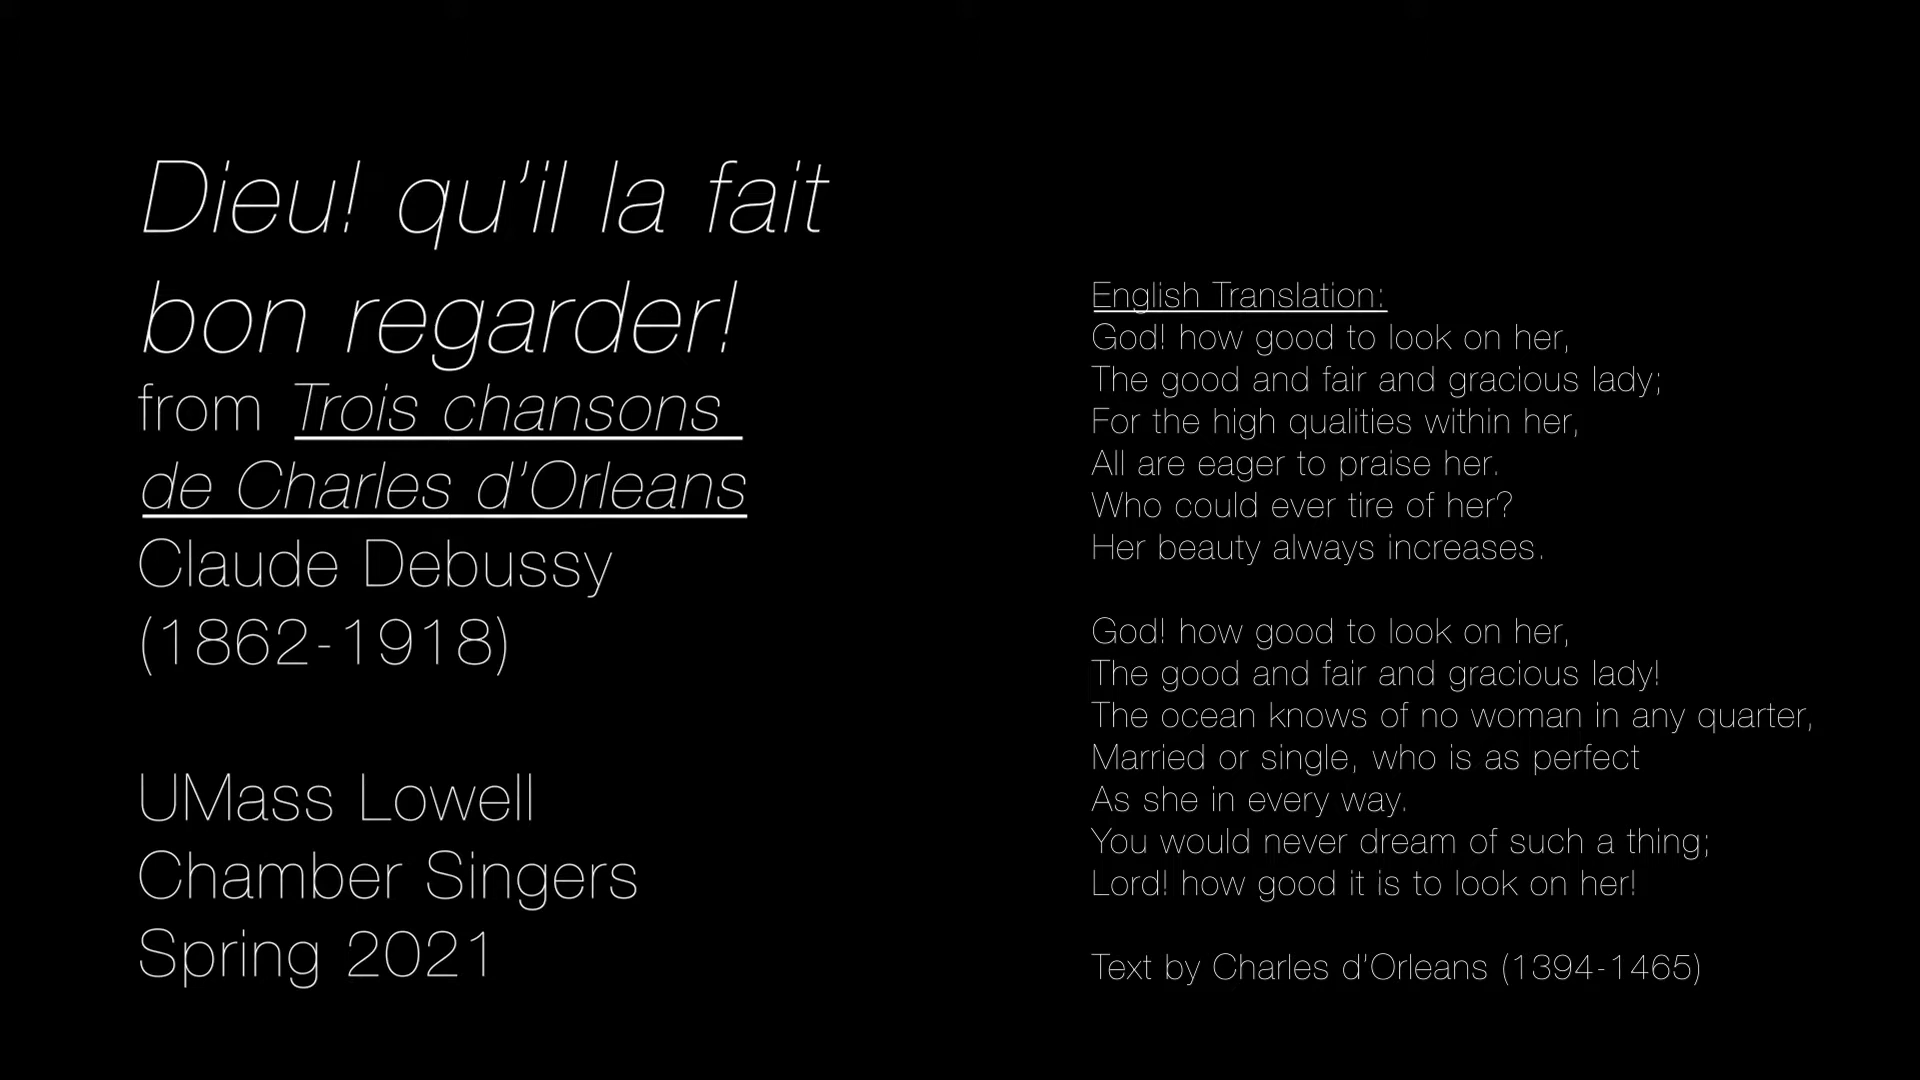 Dieu! qu’il la fait
bon regarder!
from Trois chansons
de Charles d’Orleans
Claude Debussy
(1862-1918)
UMass Lowell
Chamber Singers
Spring 2021
English Translation:
God! how good to look on her,
The good and fair and gracious lady;
For the high qualities within her,
All are eager to praise her.
Who could ever tire of her?
Her beauty always increases.
God! how good to look on her,
The good and fair and gracious lady!
The ocean knows of no woman in any quarter,
Married or single, who is as perfect
As she in every way.
You would never dream of such a thing;
Lord! how good it is to look on her!
Text by Charles d’Orleans (1394-1465)